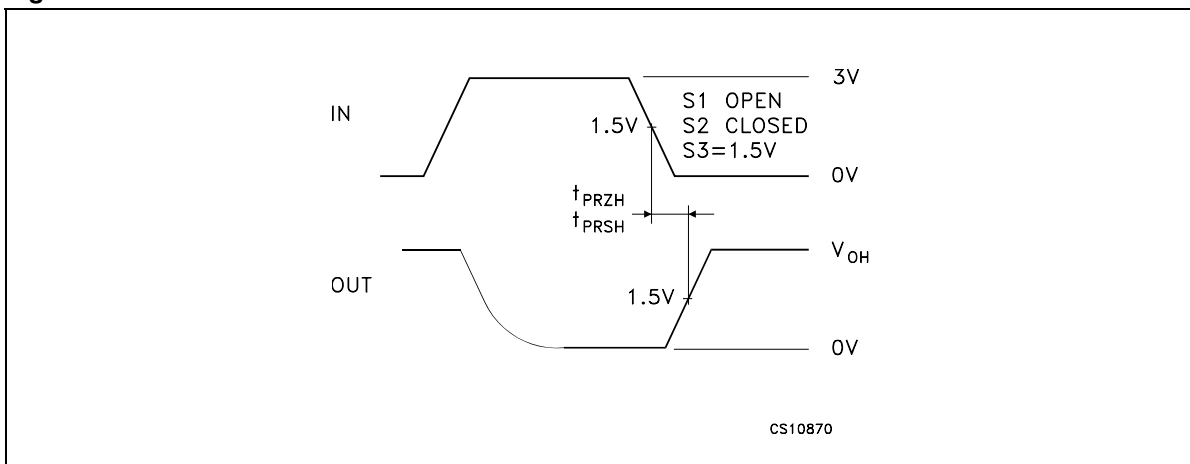 3V
IN
S1 OPEN
1.5V
S2 CLOSED
S3=1.5V
0V
tPRZH
tPRSH
VOH
OUT
1.5V
0V
CS10870